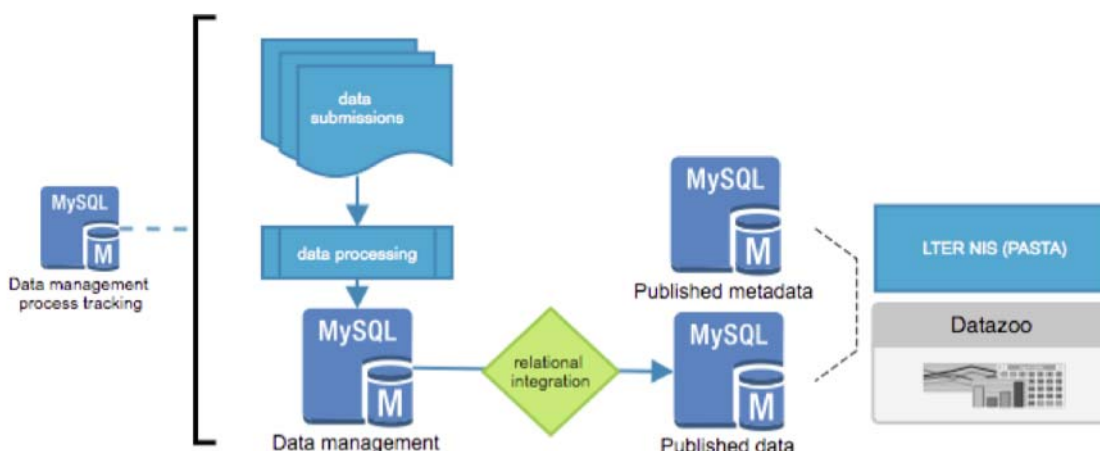 data
submissions
MySQL
M
Data management
process tracking
data processing
MySQL
M
Data management
relational
integration
MySQL
M
Published metadata
MySQL
M
Published data
LTER NIS (PASTA)
Datazoo